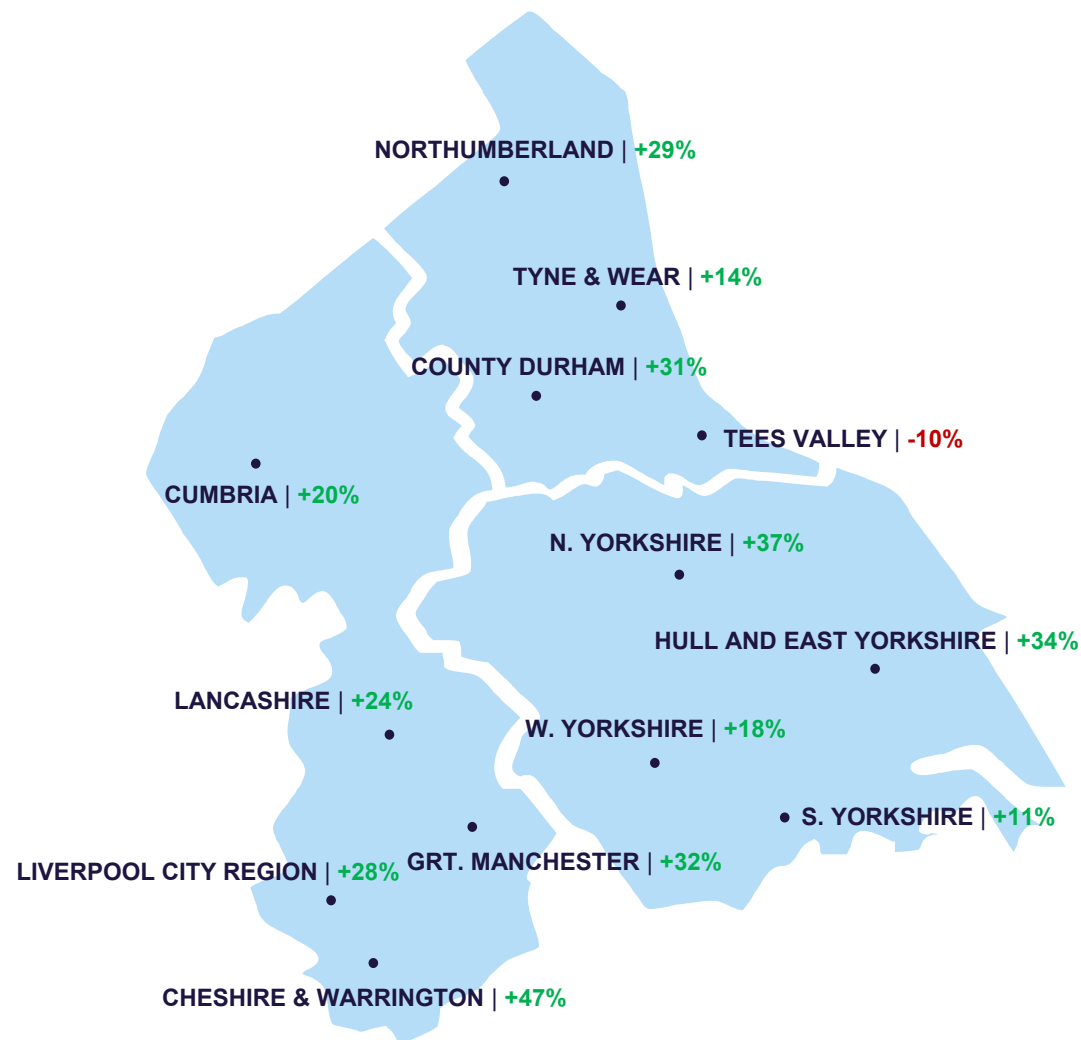 NORTHUMBERLAND | +29%
TYNE & WEAR | +14%
COUNTY DURHAM | +31%
TEES VALLEY | -10%
CUMBRIA | +20%
N. YORKSHIRE | +37%
HULL AND EAST YORKSHIRE | +34%
LANCASHIRE | +24%
W. YORKSHIRE | +18%
S. YORKSHIRE | +11%
GRT. MANCHESTER | +32%
LIVERPOOL CITY REGION | +28%
CHESHIRE & WARRINGTON | +47%